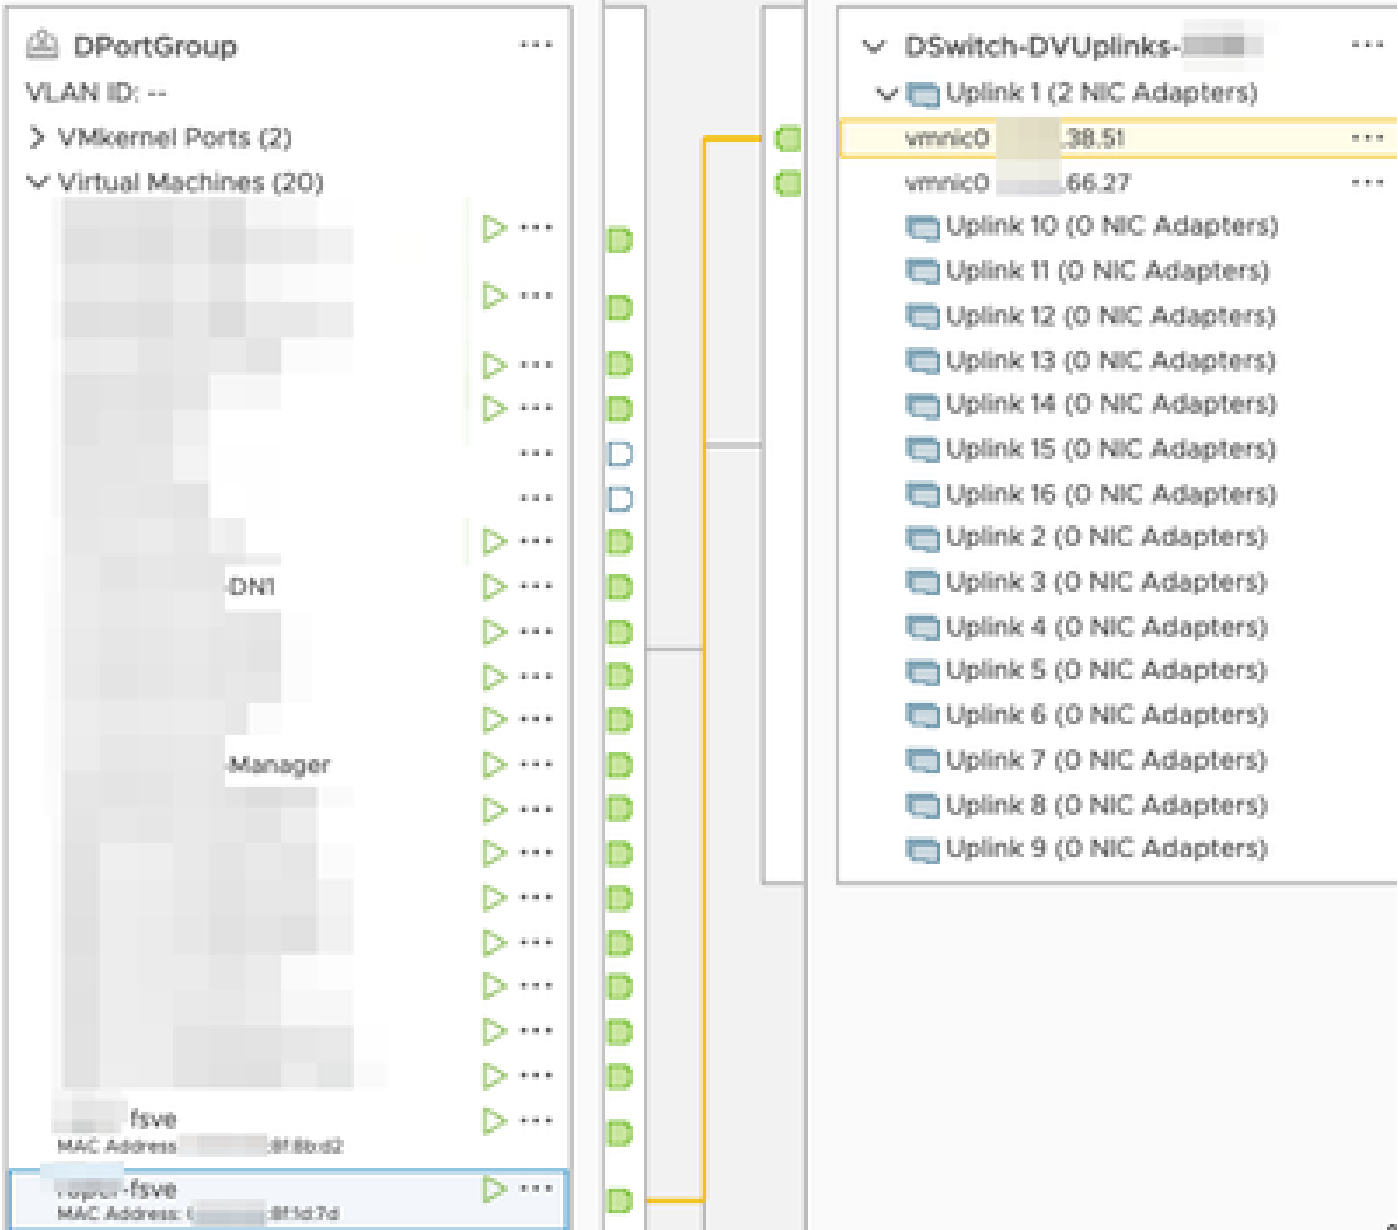 DPortGroup
VLAN ID: --
VMkernel Ports (2)
Virtual Machines (20)
-DN1
-Manager
-fsve
MAC Address :8f:8b:d2
-fsve
MAC Address: :8f:1d:7d
DSwitch-DVUplinks-
Uplink 1 (2 NIC Adapters)
vmnic0 .38.51
vmnic0 .66.27
Uplink 10 (0 NIC Adapters)
Uplink 11 (0 NIC Adapters)
Uplink 12 (0 NIC Adapters)
Uplink 13 (0 NIC Adapters)
Uplink 14 (0 NIC Adapters)
Uplink 15 (0 NIC Adapters)
Uplink 16 (0 NIC Adapters)
Uplink 2 (0 NIC Adapters)
Uplink 3 (0 NIC Adapters)
Uplink 4 (0 NIC Adapters)
Uplink 5 (0 NIC Adapters)
Uplink 6 (0 NIC Adapters)
Uplink 7 (0 NIC Adapters)
Uplink 8 (0 NIC Adapters)
Uplink 9 (0 NIC Adapters)